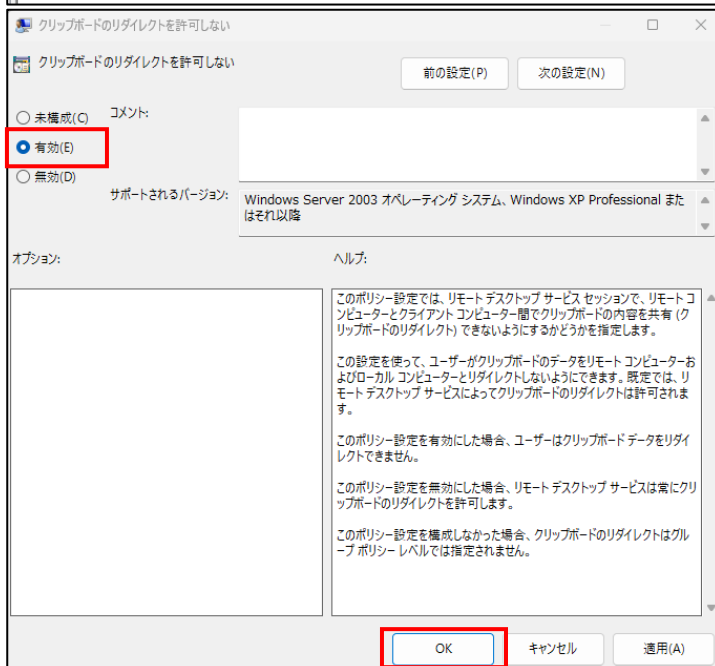 クリップボードのリダイレクトを許可しない
クリップボードのリダイレクトを許可しない
前の設定(P)
次の設定(N)
未構成(C)
コメント:
有効(E)
無効(D)
サポートされるバージョン:
Windows Server 2003 オペレーティング システム、Windows XP Professional また
はそれ以降
オプション:
ヘルプ:
このポリシー設定では、リモート デスクトップ サービス セッションで、リモート コ
ンピューターとクライアント コンピューター間でクリップボードの内容を共有 (ク
リップボードのリダイレクト) できないようにするかどうかを指定します。
この設定を使って、ユーザーがクリップボードのデータをリモート コンピューターお
よびローカル コンピューターとリダイレクトしないようにできます。既定では、リ
モート デスクトップ サービスによってクリップボードのリダイレクトは許可されま
す。
このポリシー設定を有効にした場合、ユーザーはクリップボード データをリダイ
レクトできません。
このポリシー設定を無効にした場合、リモート デスクトップ サービスは常にクリ
ップボードのリダイレクトを許可します。
このポリシー設定を構成しなかった場合、クリップボードのリダイレクトはグル
ープ ポリシー レベルでは指定されません。
OK
キャンセル
適用(A)